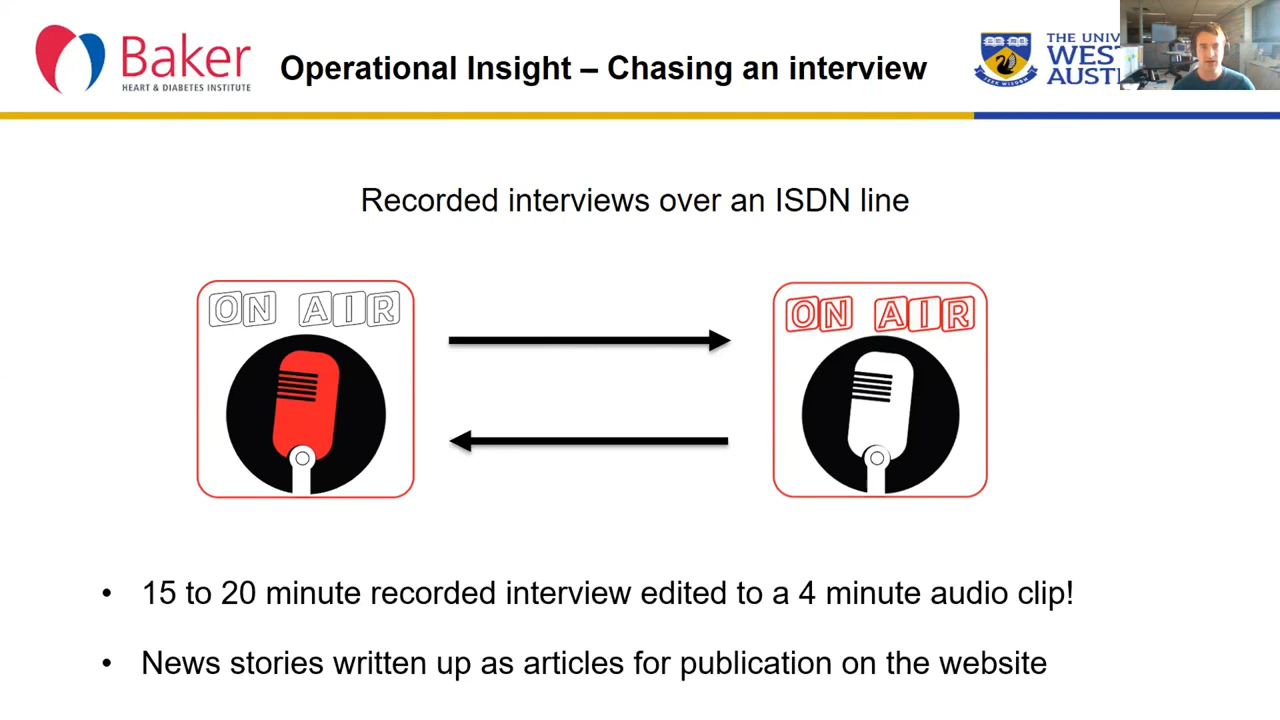 Baker
HEART & DIABETES INSTITUTE
Operational Insight – Chasing an interview
THE
WEST
Recorded interviews over an ISDN line
ON AIR
ON AIR
• 15 to 20 minute recorded interview edited to a 4 minute audio clip!
• News stories written up as articles for publication on the website